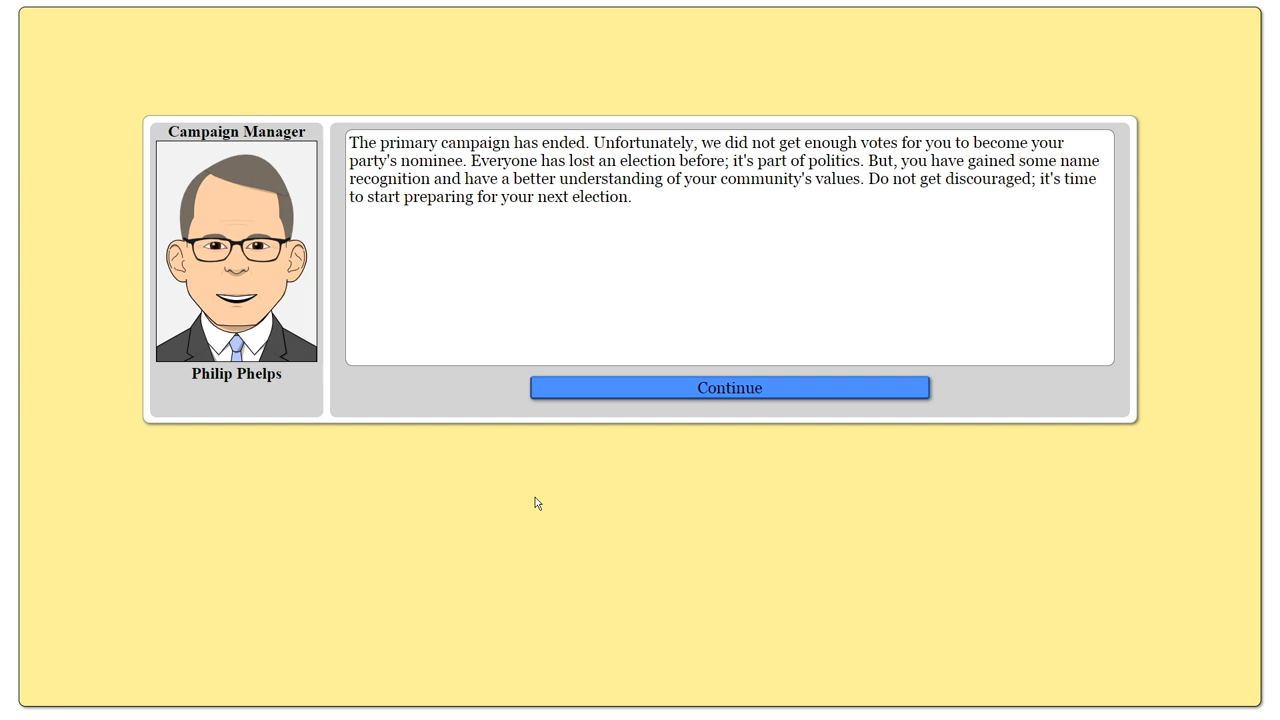 Campaign Manager
Philip Phelps
The primary campaign has ended. Unfortunately, we did not get enough votes for you to become your
party's nominee. Everyone has lost an election before; it's part of politics. But, you have gained some name
recognition and have a better understanding of your community's values. Do not get discouraged; it's time
to start preparing for your next election.
Continue